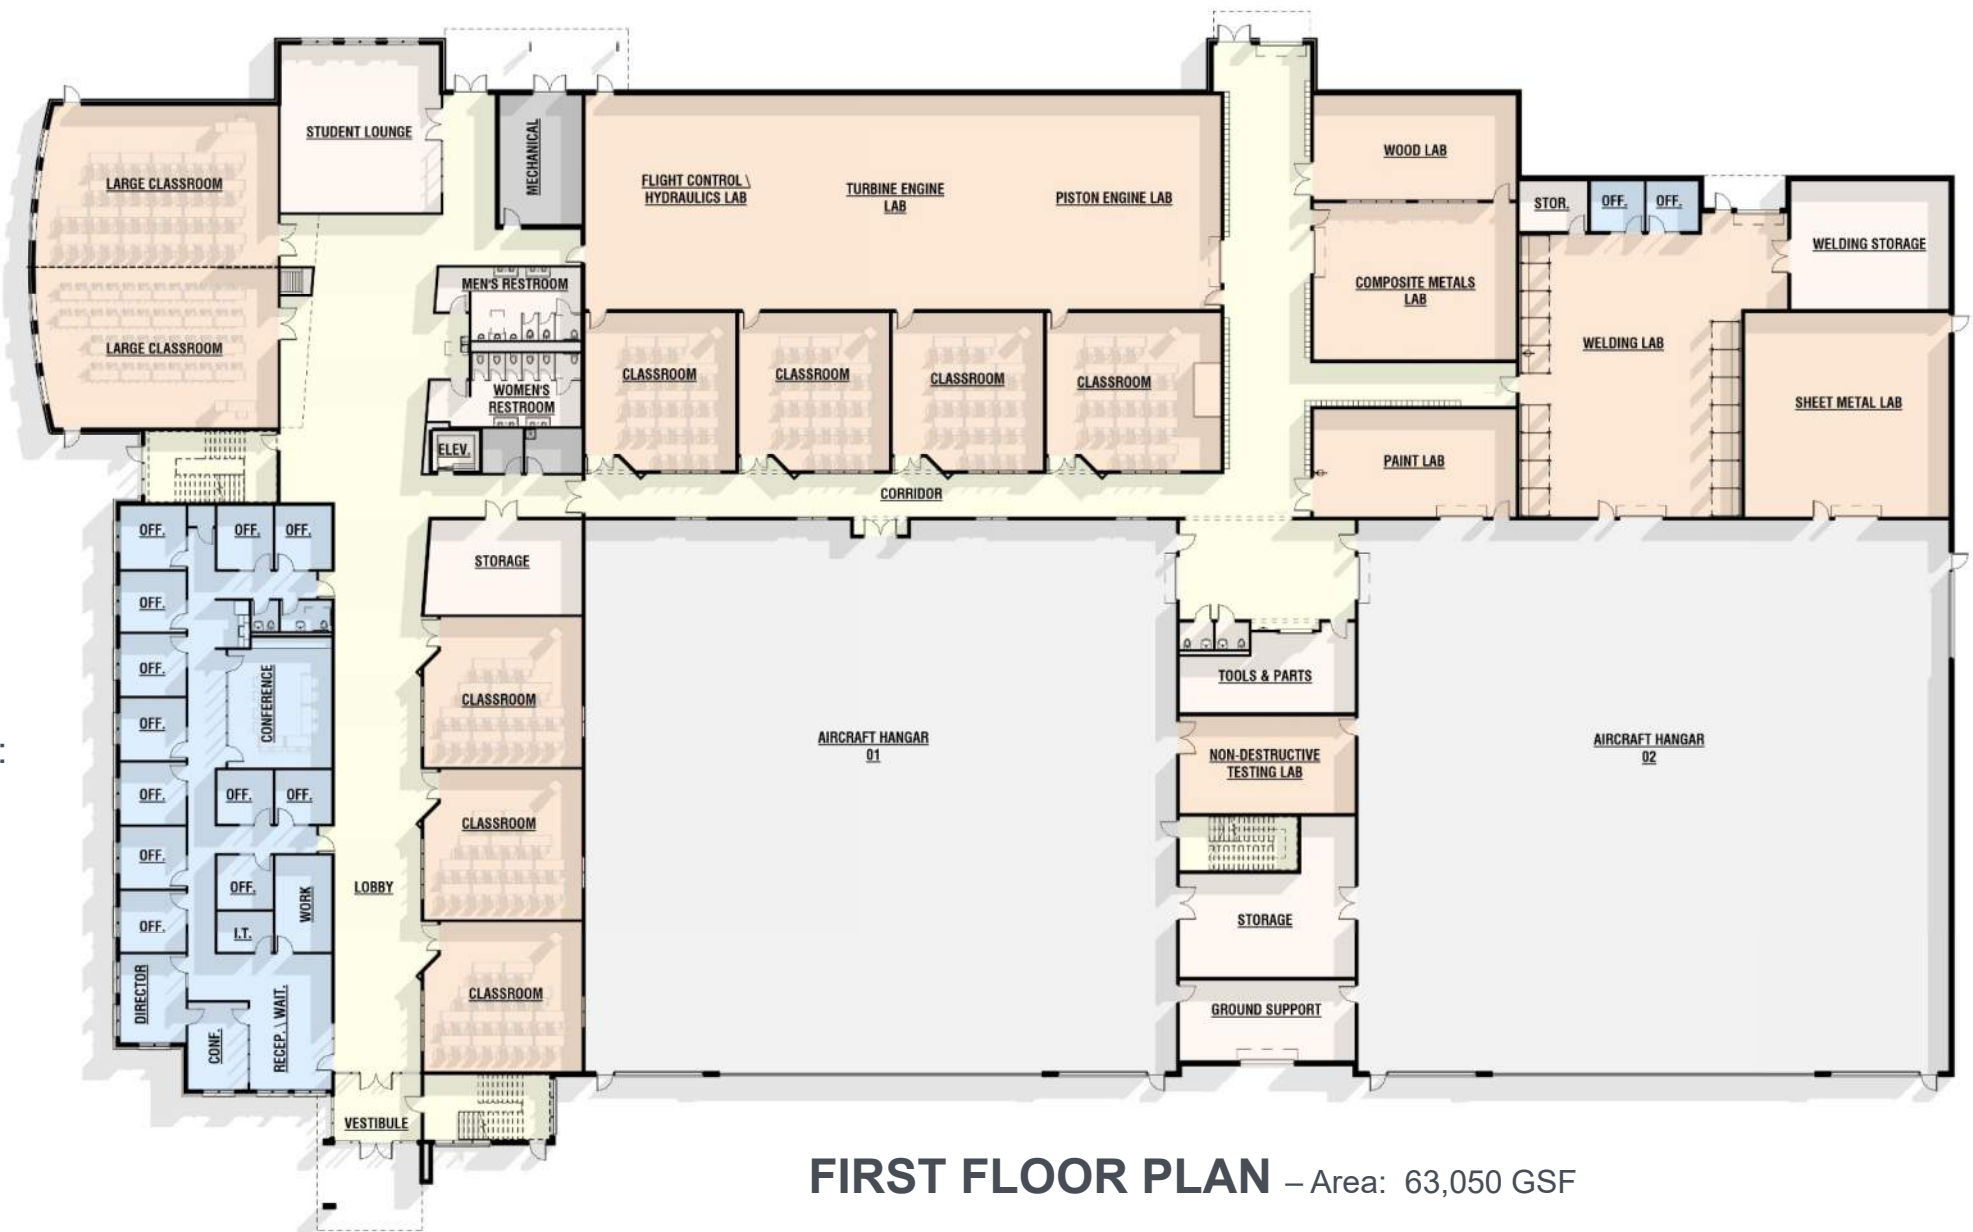 STUDENT LOUNGE
MECHANICAL
LARGE CLASSROOM
FLIGHT CONTROL \
HYDRAULICS LAB
TURBINE ENGINE
LAB
PISTON ENGINE LAB
WOOD LAB
STOR.
OFF.
OFF.
WELDING STORAGE
MEN'S RESTROOM
COMPOSITE METALS
LAB
LARGE CLASSROOM
WELDING LAB
CLASSROOM
CLASSROOM
CLASSROOM
CLASSROOM
WOMEN'S
RESTROOM
SHEET METAL LAB
ELEV.
PAINT LAB
CORRIDOR
OFF.
OFF.
OFF.
STORAGE
OFF.
OFF.
CONFERENCE
CLASSROOM
TOOLS & PARTS
OFF.
AIRCRAFT HANGAR
01
NON-DESTRUCTIVE
TESTING LAB
AIRCRAFT HANGAR
02
:
OFF.
OFF.
OFF.
CLASSROOM
OFF.
OFF.
WORK
LOBBY
OFF.
I.T.
STORAGE
DIRECTOR
CONF.
RECEP. \ WAIT.
CLASSROOM
GROUND SUPPORT
VESTIBULE
FIRST FLOOR PLAN – Area: 63,050 GSF